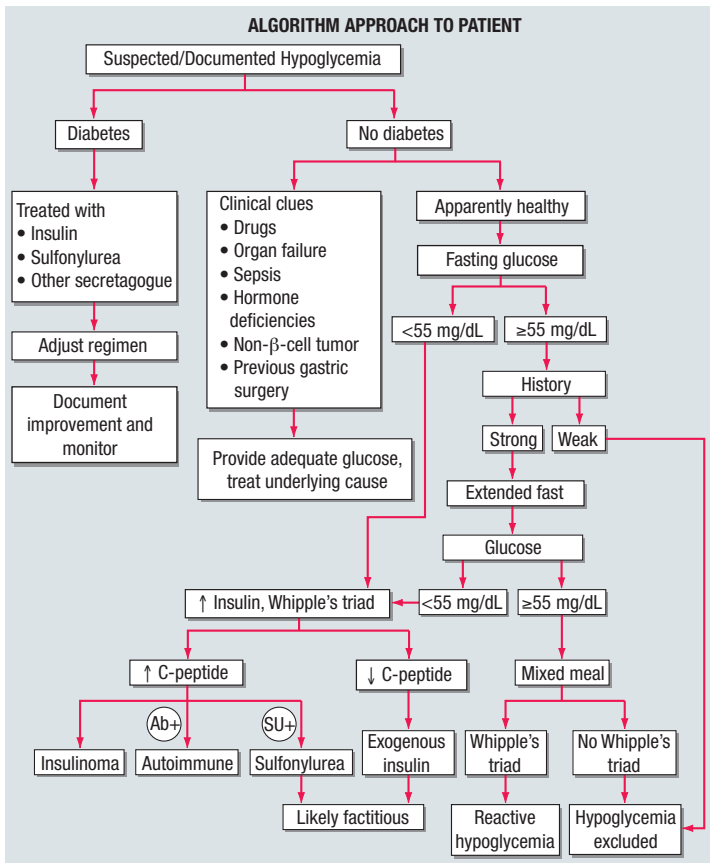 ALGORITHM APPROACH TO PATIENT
Suspected/Documented Hypoglycemia
Diabetes
No diabetes
Treated with
• Insulin
• Sulfonylurea
• Other secretagogue
Adjust regimen
Document
improvement and
monitor
Clinical clues
• Drugs
• Organ failure
• Sepsis
• Hormone
deficiencies
• Non-β-cell tumor
• Previous gastric
surgery
Provide adequate glucose,
treat underlying cause
Apparently healthy
Fasting glucose
<55 mg/dL
≥55 mg/dL
History
Strong
Weak
Extended fast
Glucose
<55 mg/dL
≥55 mg/dL
↑ Insulin, Whipple's triad
↑ C-peptide
↓ C-peptide
Mixed meal
Ab+
SU+
Insulinoma
Autoimmune
Sulfonylurea
Exogenous
insulin
Whipple's
triad
No Whipple's
triad
Likely factitious
Reactive
hypoglycemia
Hypoglycemia
excluded